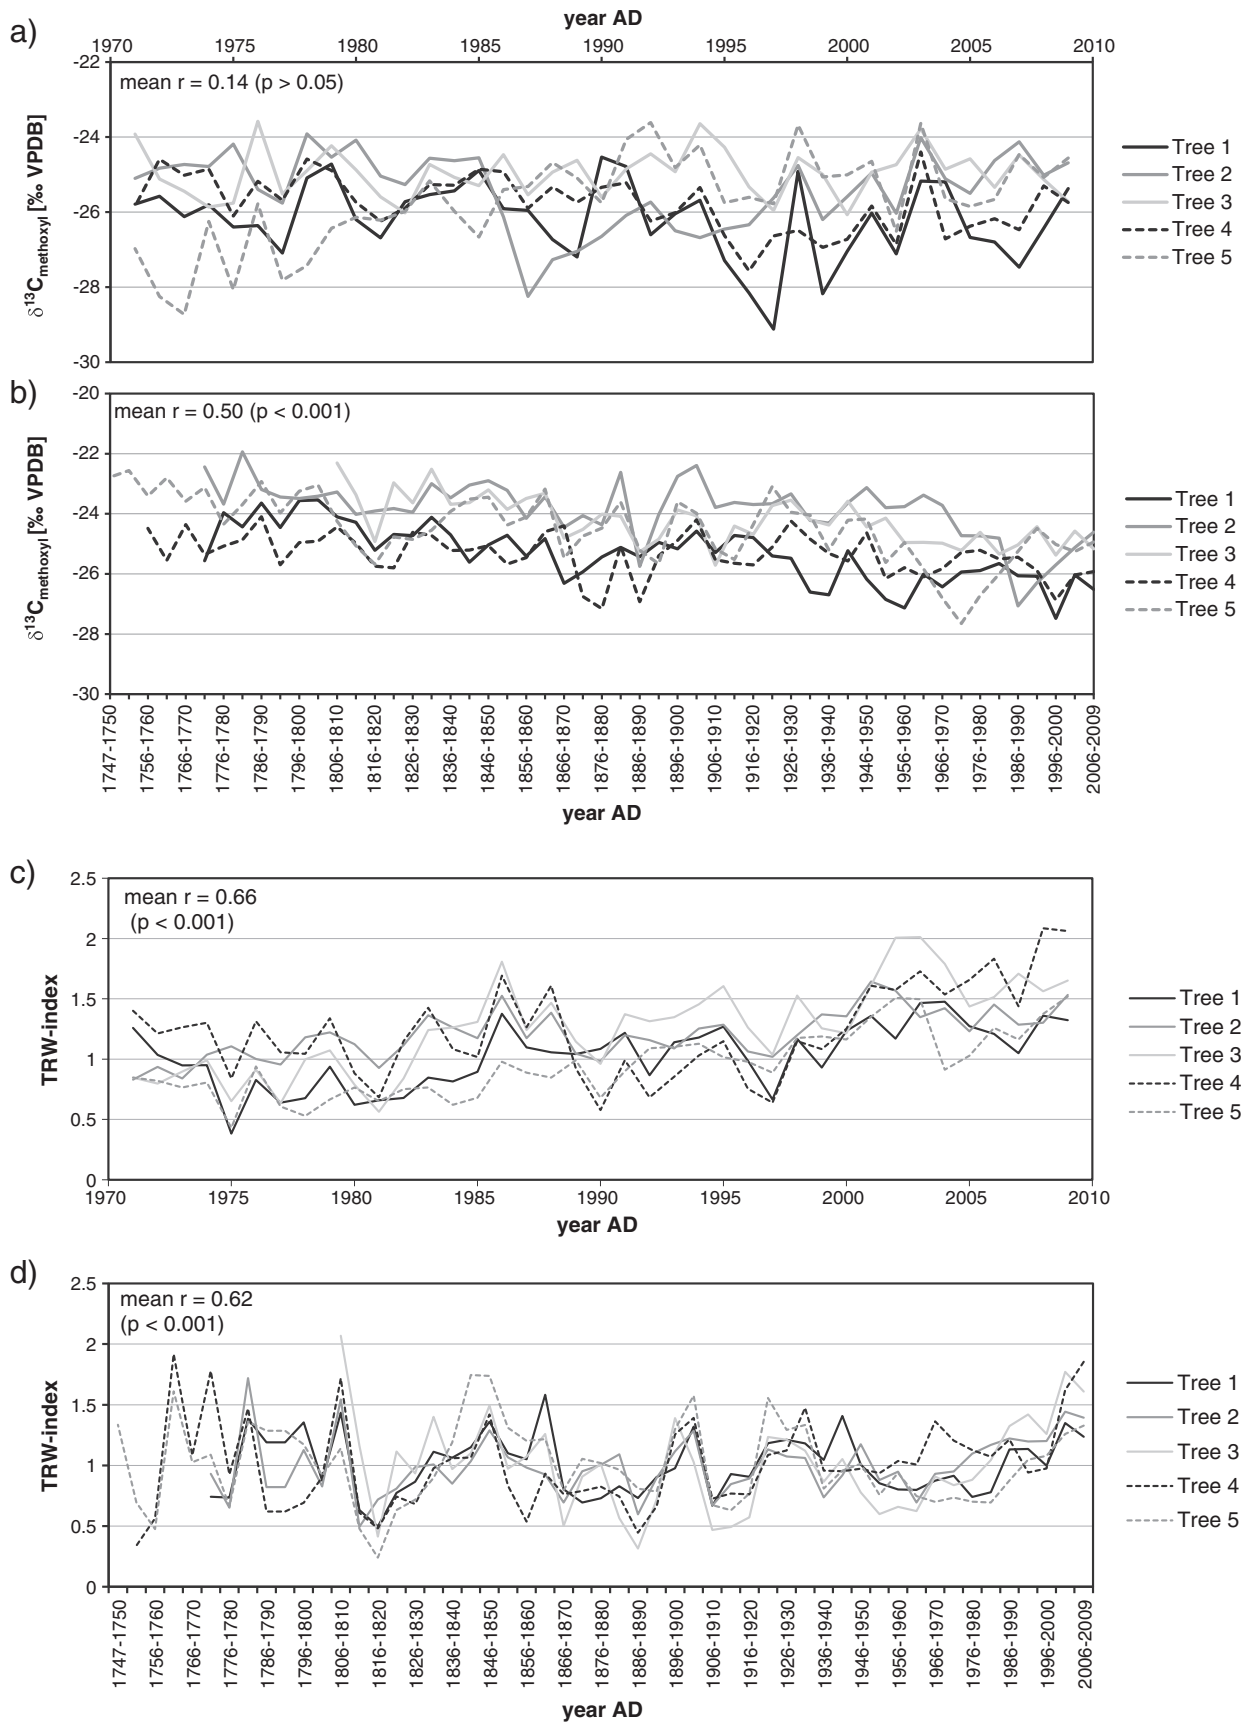 a)
year AD
1970 1975 1980 1985 1990 1995 2000 2005 2010
mean r = 0.14 (p > 0.05)
δ13Cmethoxyl [‰ VPDB]
-22
-24
-26
-28
-30
Tree 1
Tree 2
Tree 3
Tree 4
Tree 5
b)
mean r = 0.50 (p < 0.001)
δ13Cmethoxyl [‰ VPDB]
-20
-22
-24
-26
-28
-30
Tree 1
Tree 2
Tree 3
Tree 4
Tree 5
1747-1750 1756-1760 1766-1770 1776-1780 1786-1790 1796-1800 1806-1810 1816-1820 1826-1830 1836-1840 1846-1850 1856-1860 1866-1870 1876-1880 1886-1890 1896-1900 1906-1910 1916-1920 1926-1930 1936-1940 1946-1950 1956-1960 1966-1970 1976-1980 1986-1990 1996-2000 2006-2009
year AD
c)
mean r = 0.66
(p < 0.001)
TRW-index
2.5
2
1.5
1
0.5
0
Tree 1
Tree 2
Tree 3
Tree 4
Tree 5
1970 1975 1980 1985 1990 1995 2000 2005 2010
year AD
d)
mean r = 0.62
(p < 0.001)
TRW-index
2.5
2
1.5
1
0.5
0
Tree 1
Tree 2
Tree 3
Tree 4
Tree 5
1747-1750 1756-1760 1766-1770 1776-1780 1786-1790 1796-1800 1806-1810 1816-1820 1826-1830 1836-1840 1846-1850 1856-1860 1866-1870 1876-1880 1886-1890 1896-1900 1906-1910 1916-1920 1926-1930 1936-1940 1946-1950 1956-1960 1966-1970 1976-1980 1986-1990 1996-2000 2006-2009
year AD